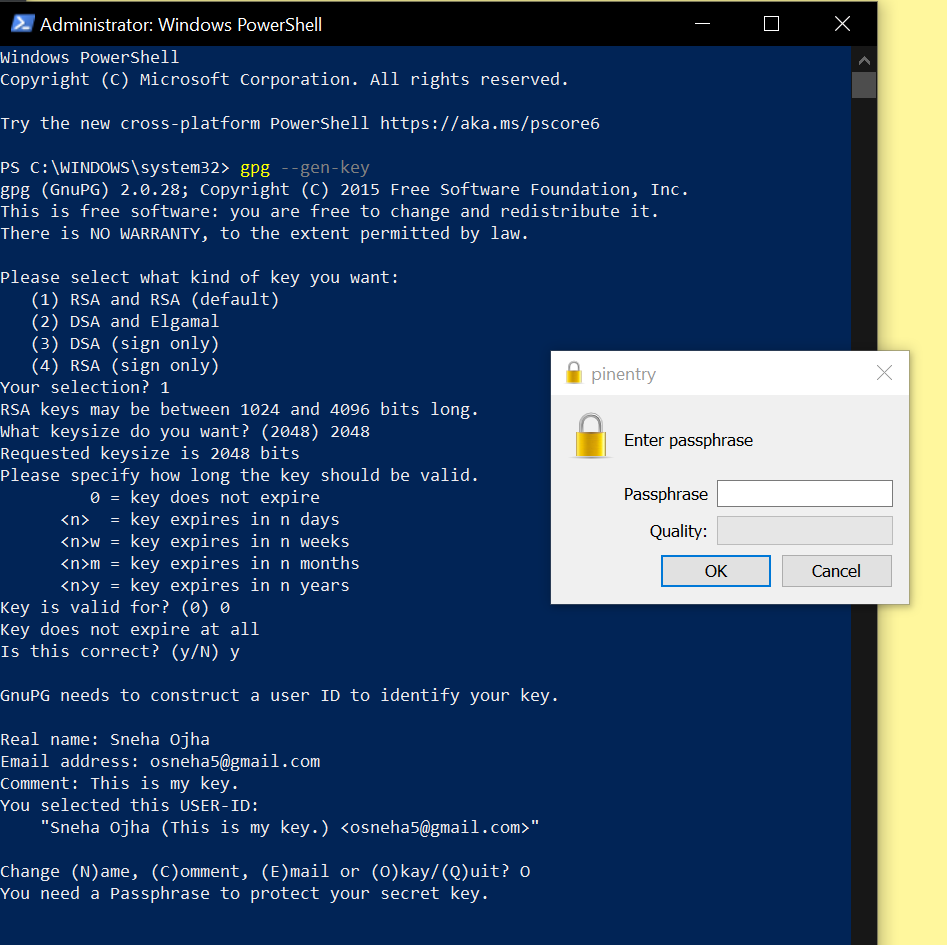 Administrator: Windows PowerShell
Windows PowerShell
Copyright (C) Microsoft Corporation. All rights reserved.
Try the new cross-platform PowerShell https://aka.ms/pscore6
PS C:\WINDOWS\system32> gpg --gen-key
gpg (GnuPG) 2.0.28; Copyright (C) 2015 Free Software Foundation, Inc.
This is free software: you are free to change and redistribute it.
There is NO WARRANTY, to the extent permitted by law.
Please select what kind of key you want:
(1) RSA and RSA (default)
(2) DSA and Elgamal
(3) DSA (sign only)
(4) RSA (sign only)
Your selection? 1
RSA keys may be between 1024 and 4096 bits long.
What keysize do you want? (2048) 2048
Requested keysize is 2048 bits
Please specify how long the key should be valid.
0 = key does not expire
<n>  = key expires in n days
<n>w = key expires in n weeks
<n>m = key expires in n months
<n>y = key expires in n years
Key is valid for? (0) 0
Key does not expire at all
Is this correct? (y/N) y
GnuPG needs to construct a user ID to identify your key.
Real name: Sneha Ojha
Email address: osneha5@gmail.com
Comment: This is my key.
You selected this USER-ID:
"Sneha Ojha (This is my key.) <osneha5@gmail.com>"
Change (N)ame, (C)omment, (E)mail or (O)kay/(Q)uit? O
You need a Passphrase to protect your secret key.
pinentry
Enter passphrase
Passphrase
Quality:
OK Cancel